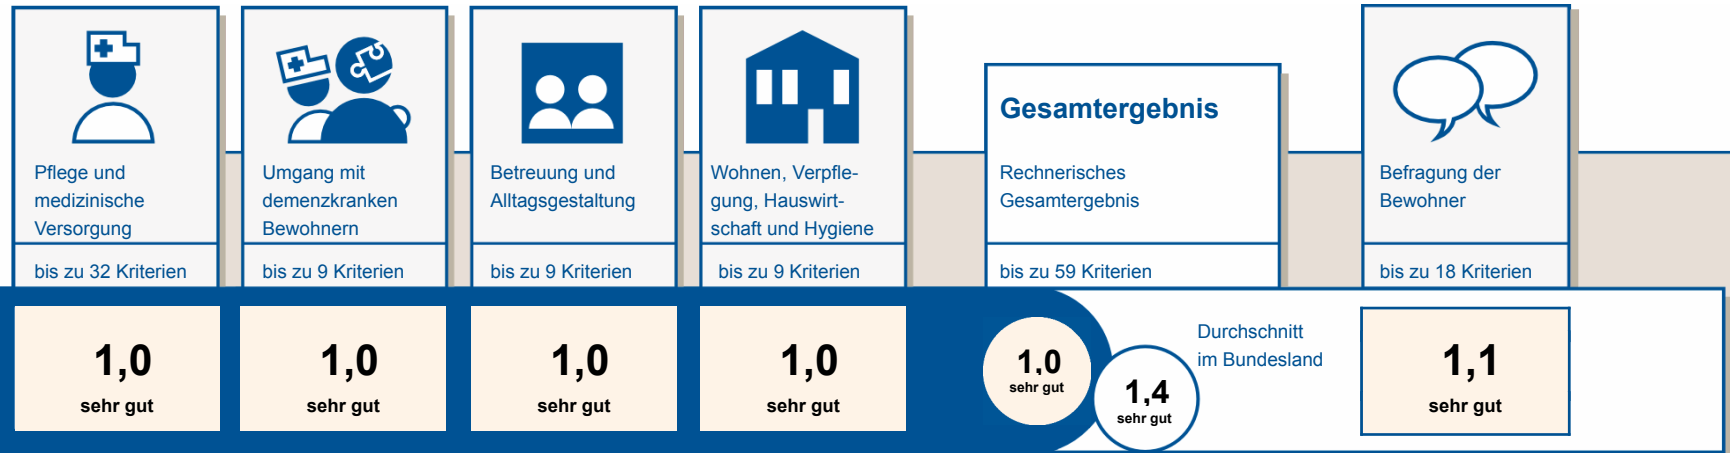 Pflege und
medizinische
Versorgung
bis zu 32 Kriterien
1,0
sehr gut
Umgang mit
demenzkranken
Bewohnern
bis zu 9 Kriterien
1,0
sehr gut
Betreuung und
Alltagsgestaltung
bis zu 9 Kriterien
1,0
sehr gut
Wohnen, Verpfle-
gung, Hauswirt-
schaft und Hygiene
bis zu 9 Kriterien
1,0
sehr gut
Gesamtergebnis
Rechnerisches
Gesamtergebnis
bis zu 59 Kriterien
1,0
sehr gut
1,4
sehr gut
Durchschnitt
im Bundesland
Befragung der
Bewohner
bis zu 18 Kriterien
1,1
sehr gut